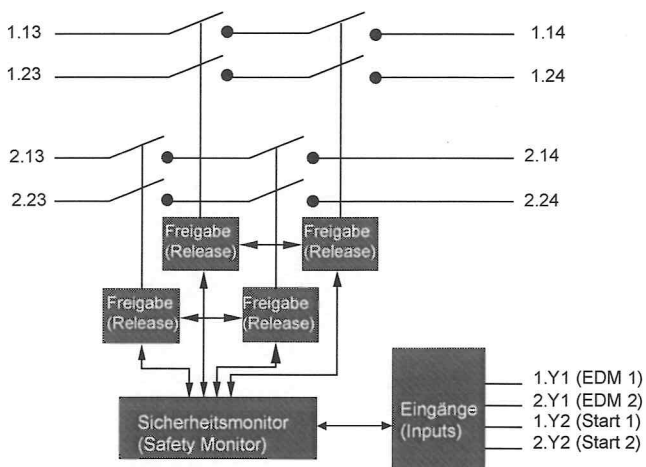 1.13
1.14
1.23
1.24
2.13
2.14
2.23
2.24
Freigabe
(Release)
Freigabe
(Release)
Freigabe
(Release)
Freigabe
(Release)
Sicherheitsmonitor
(Safety Monitor)
Eingänge
(Inputs)
1.Y1 (EDM 1)
2.Y1 (EDM 2)
1.Y2 (Start 1)
2.Y2 (Start 2)